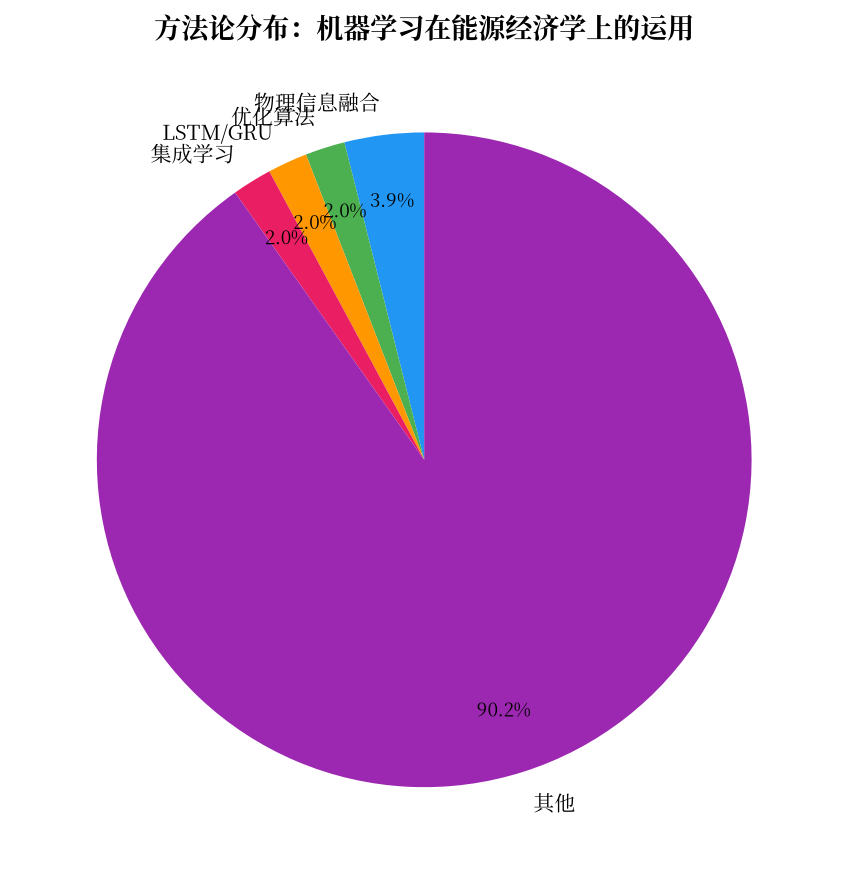 方法论分布：机器学习在能源经济学上的运用
物理信息融合
优化算法
LSTM/GRU
集成学习
3.9%
2.0%
2.0%
2.0%
90.2%
其他